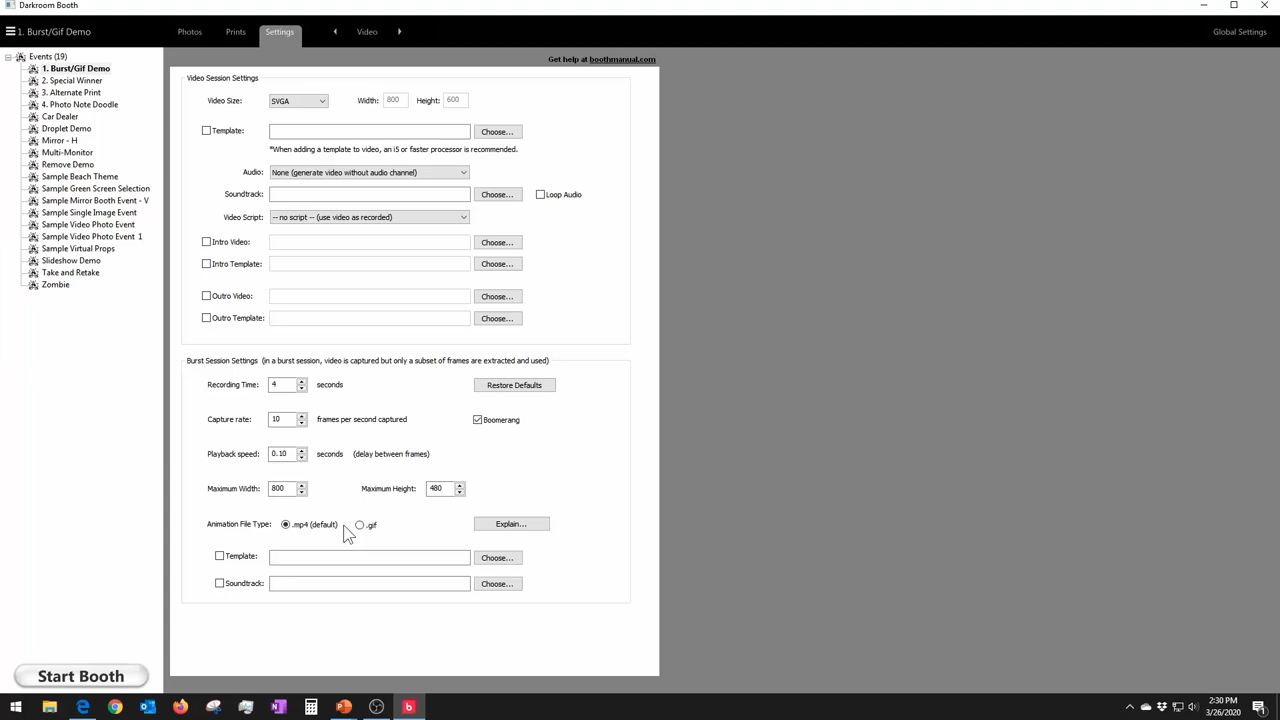 Darkroom Booth
1. Burst/Gif Demo
Photos
Prints
Settings
Video
Global Settings
Events (19)
1. Burst/Gif Demo
2. Special Winner
3. Alternate Print
4. Photo Note Doodle
Car Dealer
Droplet Demo
Mirror - H
Multi-Monitor
Remove Demo
Sample Beach Theme
Sample Green Screen Selection
Sample Mirror Booth Event - V
Sample Single Image Event
Sample Video Photo Event
Sample Video Photo Event 1
Sample Virtual Props
Slideshow Demo
Take and Retake
Zombie
Start Booth
Get help at boothmanual.com
Video Session Settings
Video Size: SVGA Width: 800 Height: 600
Template: Choose...
*When adding a template to video, an i5 or faster processor is recommended.
Audio: None (generate video without audio channel)
Soundtrack: Choose... Loop Audio
Video Script: -- no script -- (use video as recorded)
Intro Video: Choose...
Intro Template: Choose...
Outro Video: Choose...
Outro Template: Choose...
Burst Session Settings (in a burst session, video is captured but only a subset of frames are extracted and used)
Recording Time: 4 seconds Restore Defaults
Capture rate: 10 frames per second captured Boomerang
Playback speed: 0.10 seconds (delay between frames)
Maximum Width: 800 Maximum Height: 480
Animation File Type: .mp4 (default) .gif Explain...
Template: Choose...
Soundtrack: Choose...
2:30 PM
3/26/2020